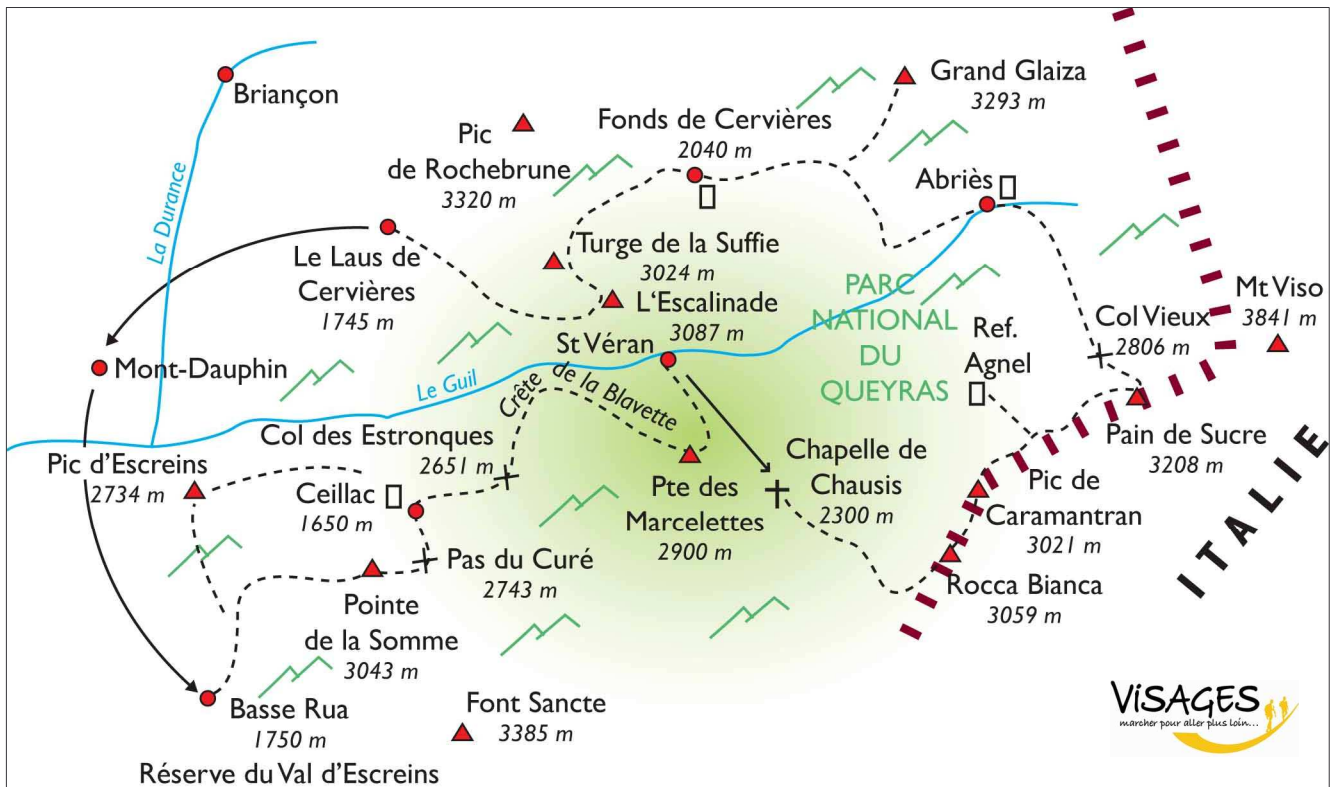 Briançon
La Durance
Pic
de Rochebrune
3320 m
Fonds de Cervières
2040 m
Grand Glaiza
3293 m
Abriès
Le Laus de
Cervières
1745 m
Turge de la Suffie
3024 m
L'Escalinade
3087 m
PARC
NATIONAL
DU
QUEYRAS
Mt Viso
3841 m
Col Vieux
2806 m
Ref.
Agnel
St Véran
Mont-Dauphin
Le Guil
Crête
de la Blavette
Pain de Sucre
3208 m
Col des Estronques
2651 m
Pic d'Escreins
2734 m
Ceillac
1650 m
Pte des
Marcelettes
2900 m
Chapelle de
Chausis
2300 m
Pic de
Caramantran
3021 m
ITALIE
Pas du Curé
2743 m
Rocca Bianca
3059 m
Pointe
de la Somme
3043 m
Basse Rua
1750 m
Réserve du Val d'Escreins
Font Sancte
3385 m
ViSAGES
marcher pour aller plus loin...